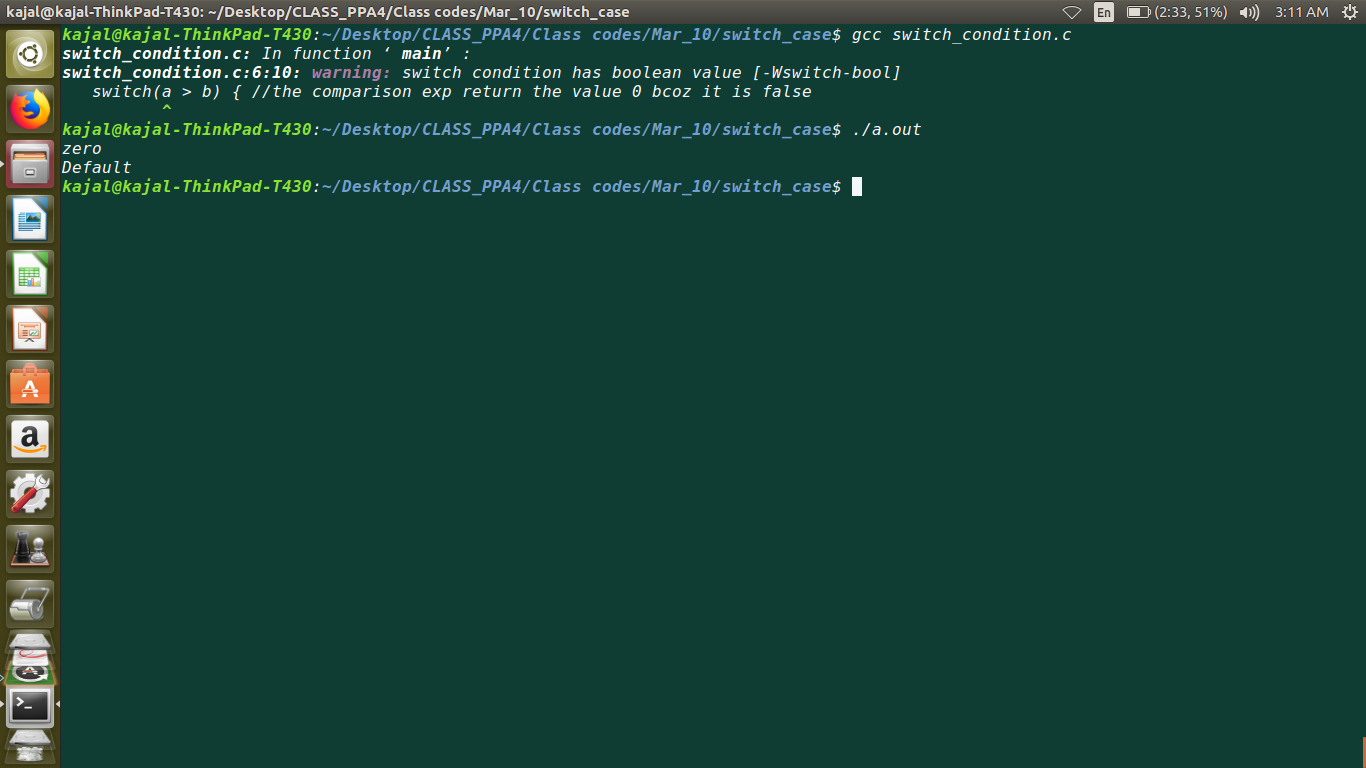 kajal@kajal-ThinkPad-T430: ~/Desktop/CLASS_PPA4/Class codes/Mar_10/switch_case
En
(2:33, 51%)
3:11 AM
kajal@kajal-ThinkPad-T430:~/Desktop/CLASS_PPA4/Class codes/Mar_10/switch_case$ gcc switch_condition.c
switch_condition.c: In function ‘ main’ :
switch_condition.c:6:10: warning: switch condition has boolean value [-Wswitch-bool]
switch(a > b) { //the comparison exp return the value 0 bcoz it is false
^
kajal@kajal-ThinkPad-T430:~/Desktop/CLASS_PPA4/Class codes/Mar_10/switch_case$ ./a.out
zero
Default
kajal@kajal-ThinkPad-T430:~/Desktop/CLASS_PPA4/Class codes/Mar_10/switch_case$